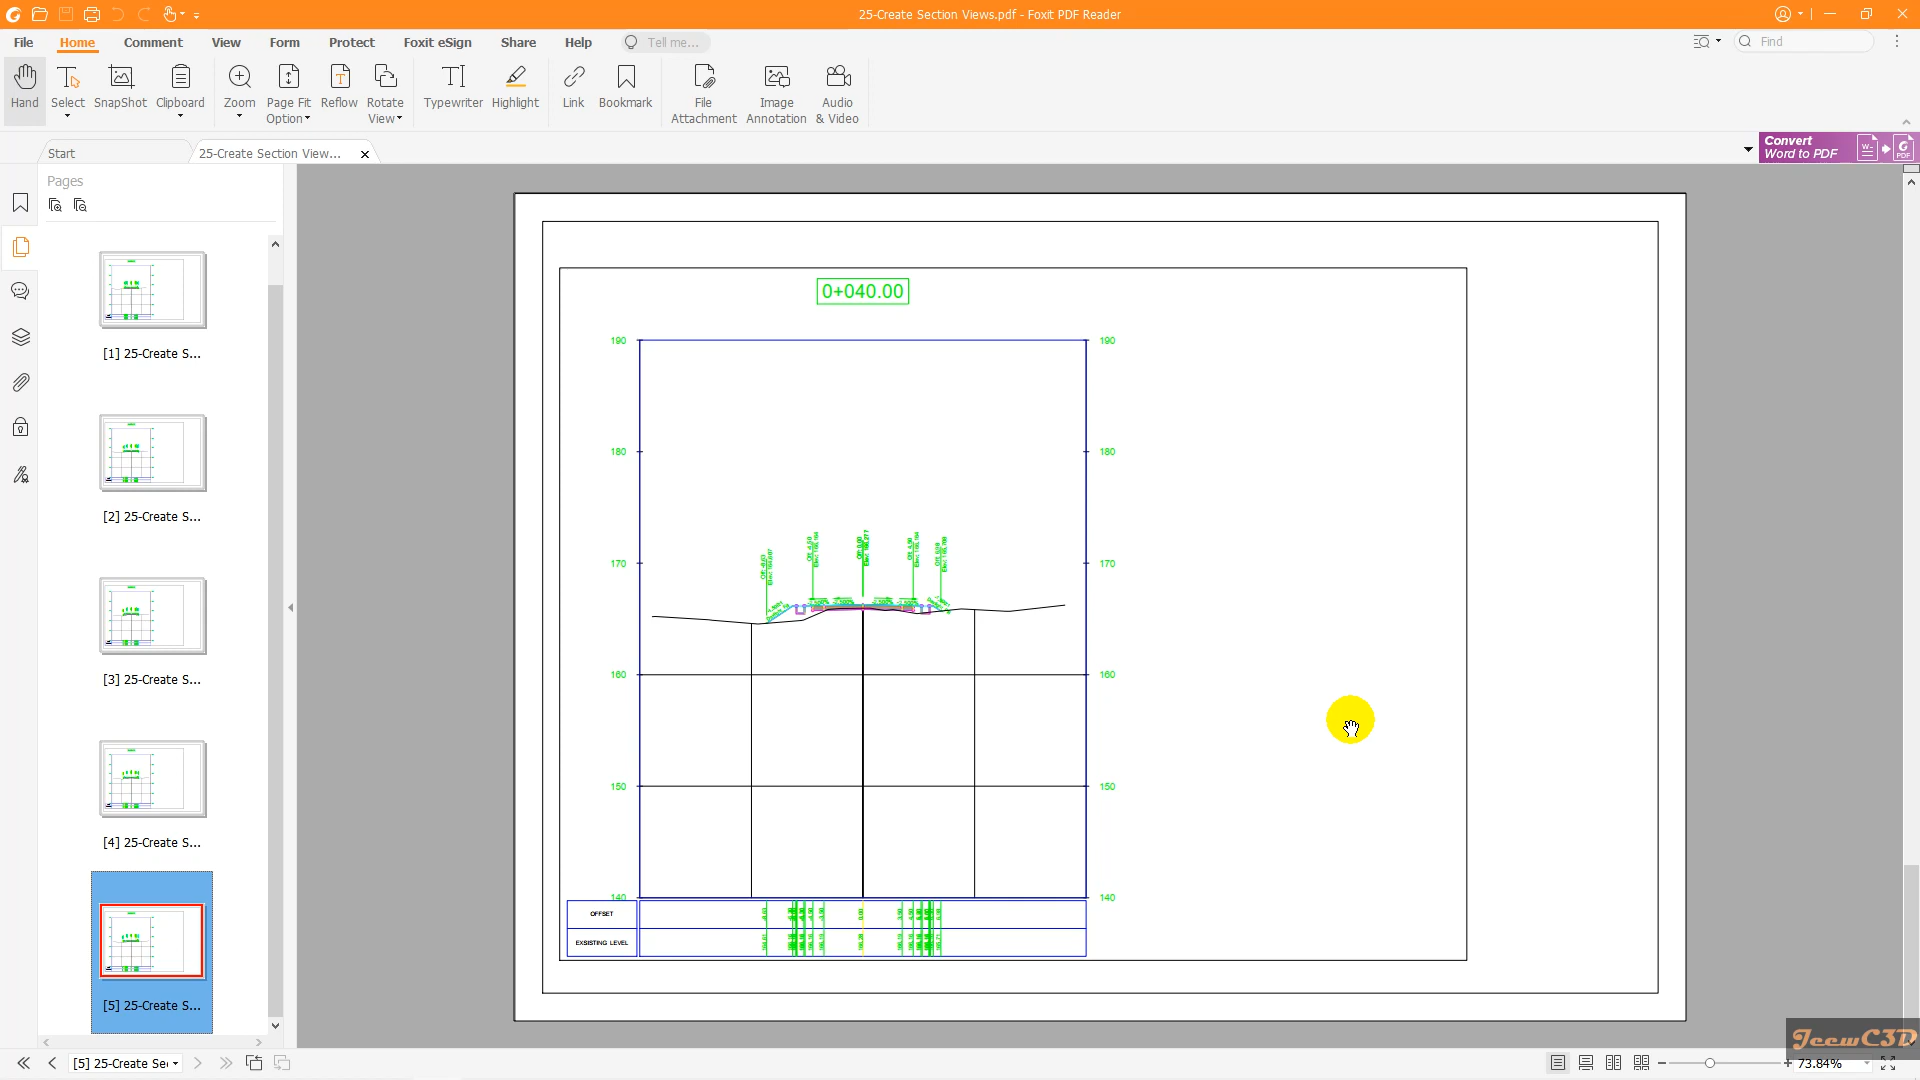 25-Create Section Views.pdf - Foxit PDF Reader
File Home Comment View Form Protect Foxit eSign Share Help Tell me... Find
Hand Select SnapShot Clipboard Zoom Page Fit Option Reflow Rotate View Typewriter Highlight Link Bookmark File Attachment Image Annotation Audio & Video
Start 25-Create Section View... Convert Word to PDF
Pages
[1] 25-Create S...
[2] 25-Create S...
[3] 25-Create S...
[4] 25-Create S...
[5] 25-Create S...
0+040.00
190 190
180 180
170 170
160 160
150 150
140 140
OFFSET
EXSISTING LEVEL
[5] 25-Create Se 73.84%
JeewC3D